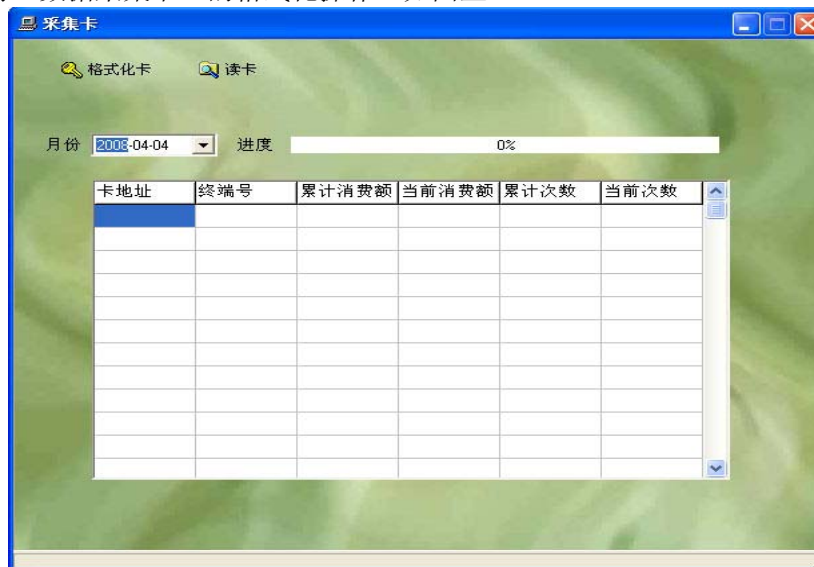 采集卡
格式化卡 读卡
月份 2008-04-04 进度 0%
卡地址 终端号 累计消费额 当前消费额 累计次数 当前次数